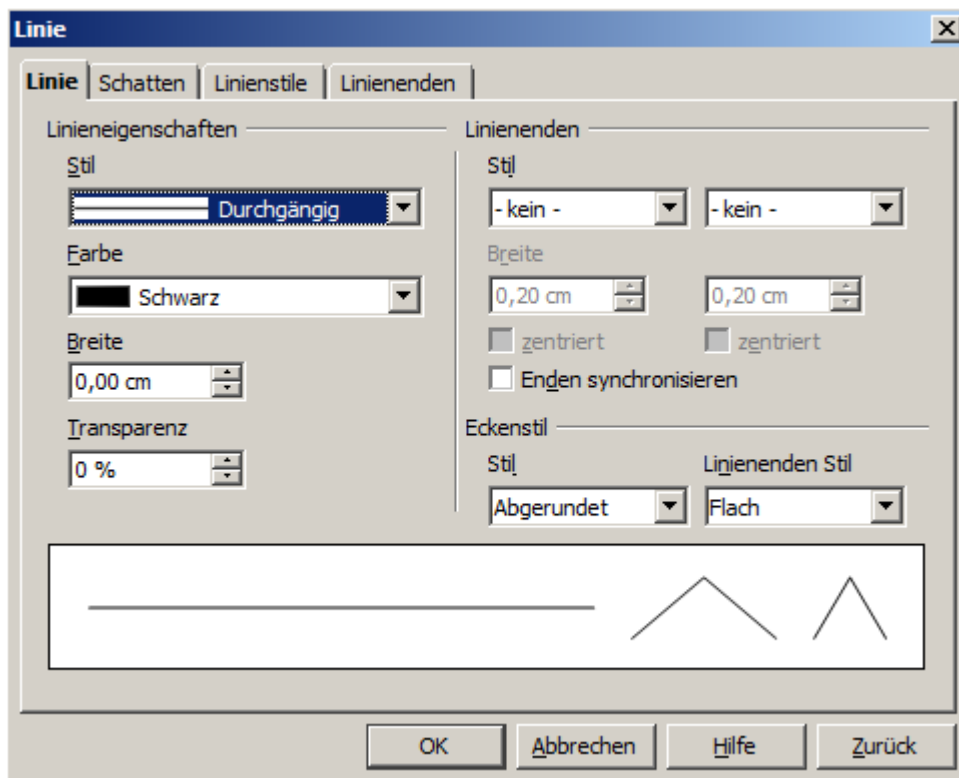 Linie
Linie Schatten Linienstile Linienenden
Linieneigenschaften
Stil
Durchgängig
Farbe
Schwarz
Breite
0,00 cm
Transparenz
0 %
Linienenden
Stil
- kein - - kein -
Breite
0,20 cm 0,20 cm
zentriert zentriert
Enden synchronisieren
Eckenstil
Stil Linienenden Stil
Abgerundet Flach
OK Abbrechen Hilfe Zurück